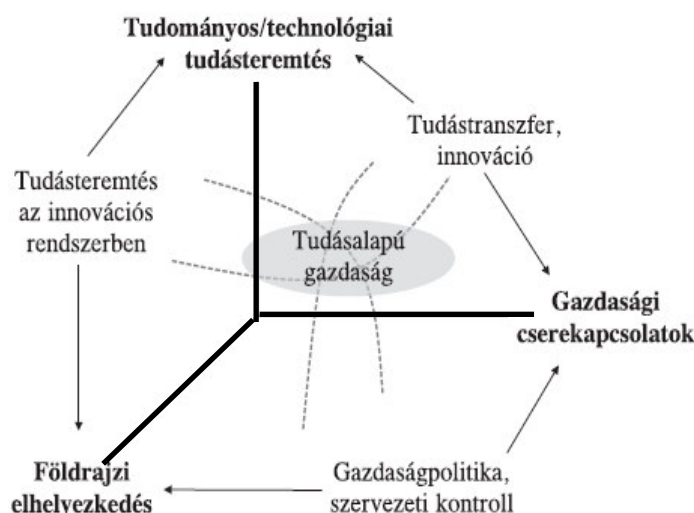 Tudományos/technológiai
tudásteremtés
Tudástranszfer,
innováció
Tudásteremtés
az innovációs
rendszerben
Tudásalapú
gazdaság
Gazdasági
cserekapcsolatok
Földrajzi
elhelyezkedés
Gazdaságpolitika,
szervezeti kontroll